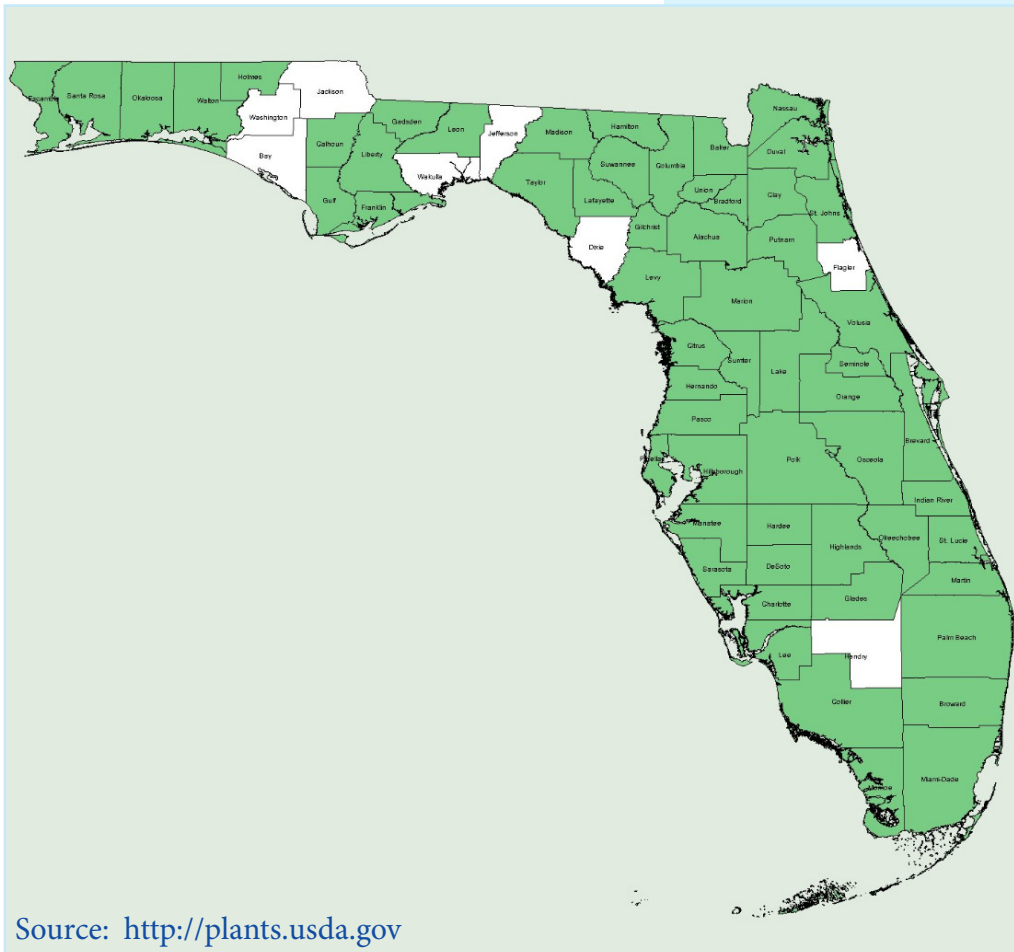 Escambia
Santa Rosa
Okaloosa
Walton
Holmes
Jackson
Washington
Bay
Calhoun
Gulf
Liberty
Franklin
Gadsden
Leon
Wakulla
Jefferson
Madison
Taylor
Hamilton
Suwannee
Lafayette
Columbia
Baker
Nassau
Duval
Union
Bradford
Clay
St. Johns
Dixie
Gilchrist
Alachua
Putnam
Flagler
Levy
Marion
Volusia
Citrus
Sumter
Lake
Seminole
Hernando
Orange
Pasco
Pinellas
Hillsborough
Polk
Osceola
Brevard
Indian River
Manatee
Hardee
Highlands
Okeechobee
St. Lucie
Sarasota
DeSoto
Martin
Charlotte
Glades
Lee
Hendry
Palm Beach
Collier
Broward
Monroe
Miami-Dade
Source: http://plants.usda.gov